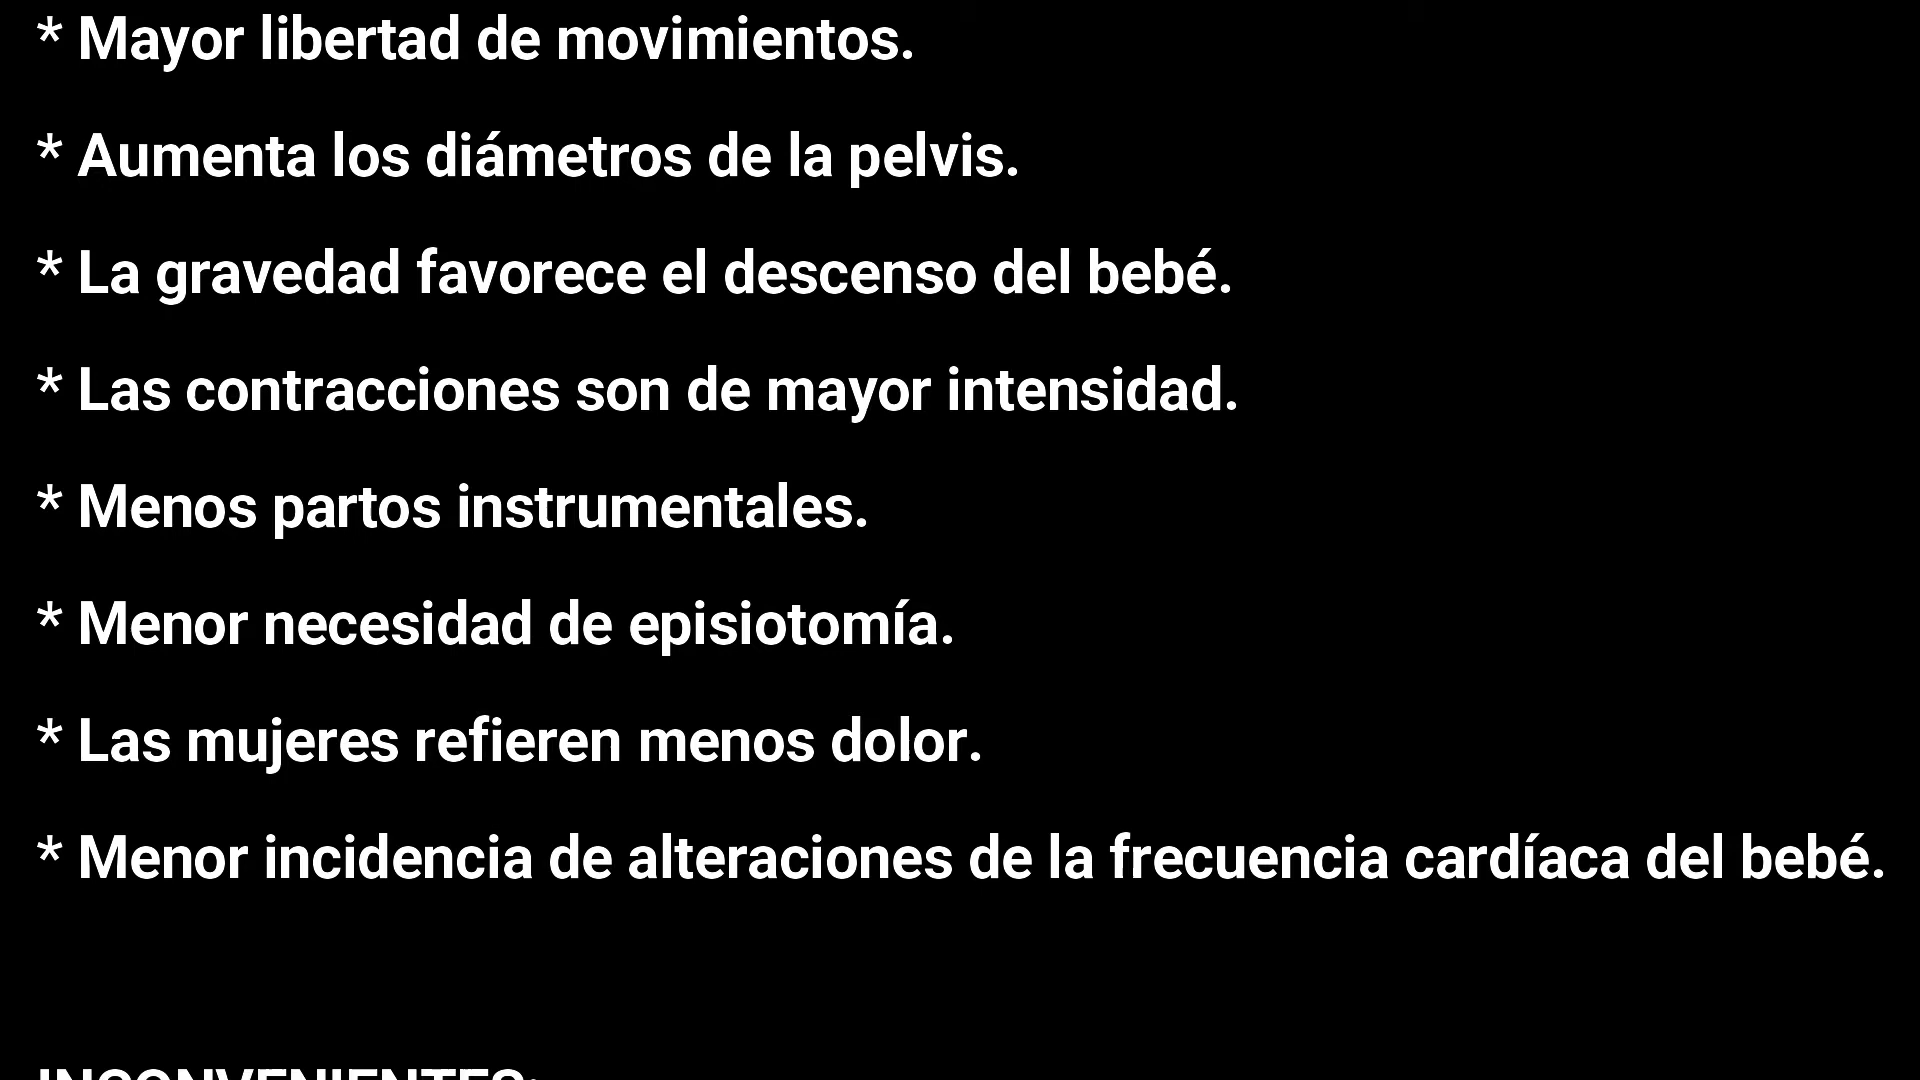 * Mayor libertad de movimientos.
* Aumenta los diámetros de la pelvis.
* La gravedad favorece el descenso del bebé.
* Las contracciones son de mayor intensidad.
* Menos partos instrumentales.
* Menor necesidad de episiotomía.
* Las mujeres refieren menos dolor.
* Menor incidencia de alteraciones de la frecuencia cardíaca del bebé.
INCONVENIENTES: